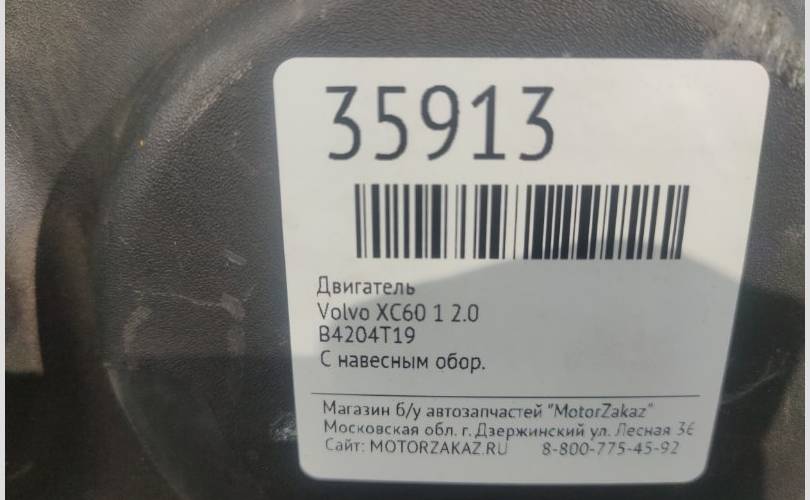 35913
Двигатель
Volvo XC60 1 2.0
B4204T19
С навесным обор.
Магазин б/у автозапчастей "MotorZakaz"
Московская обл. г. Дзержинский ул. Лесная 3Е
Сайт: MOTORZAKAZ.RU 8-800-775-45-92